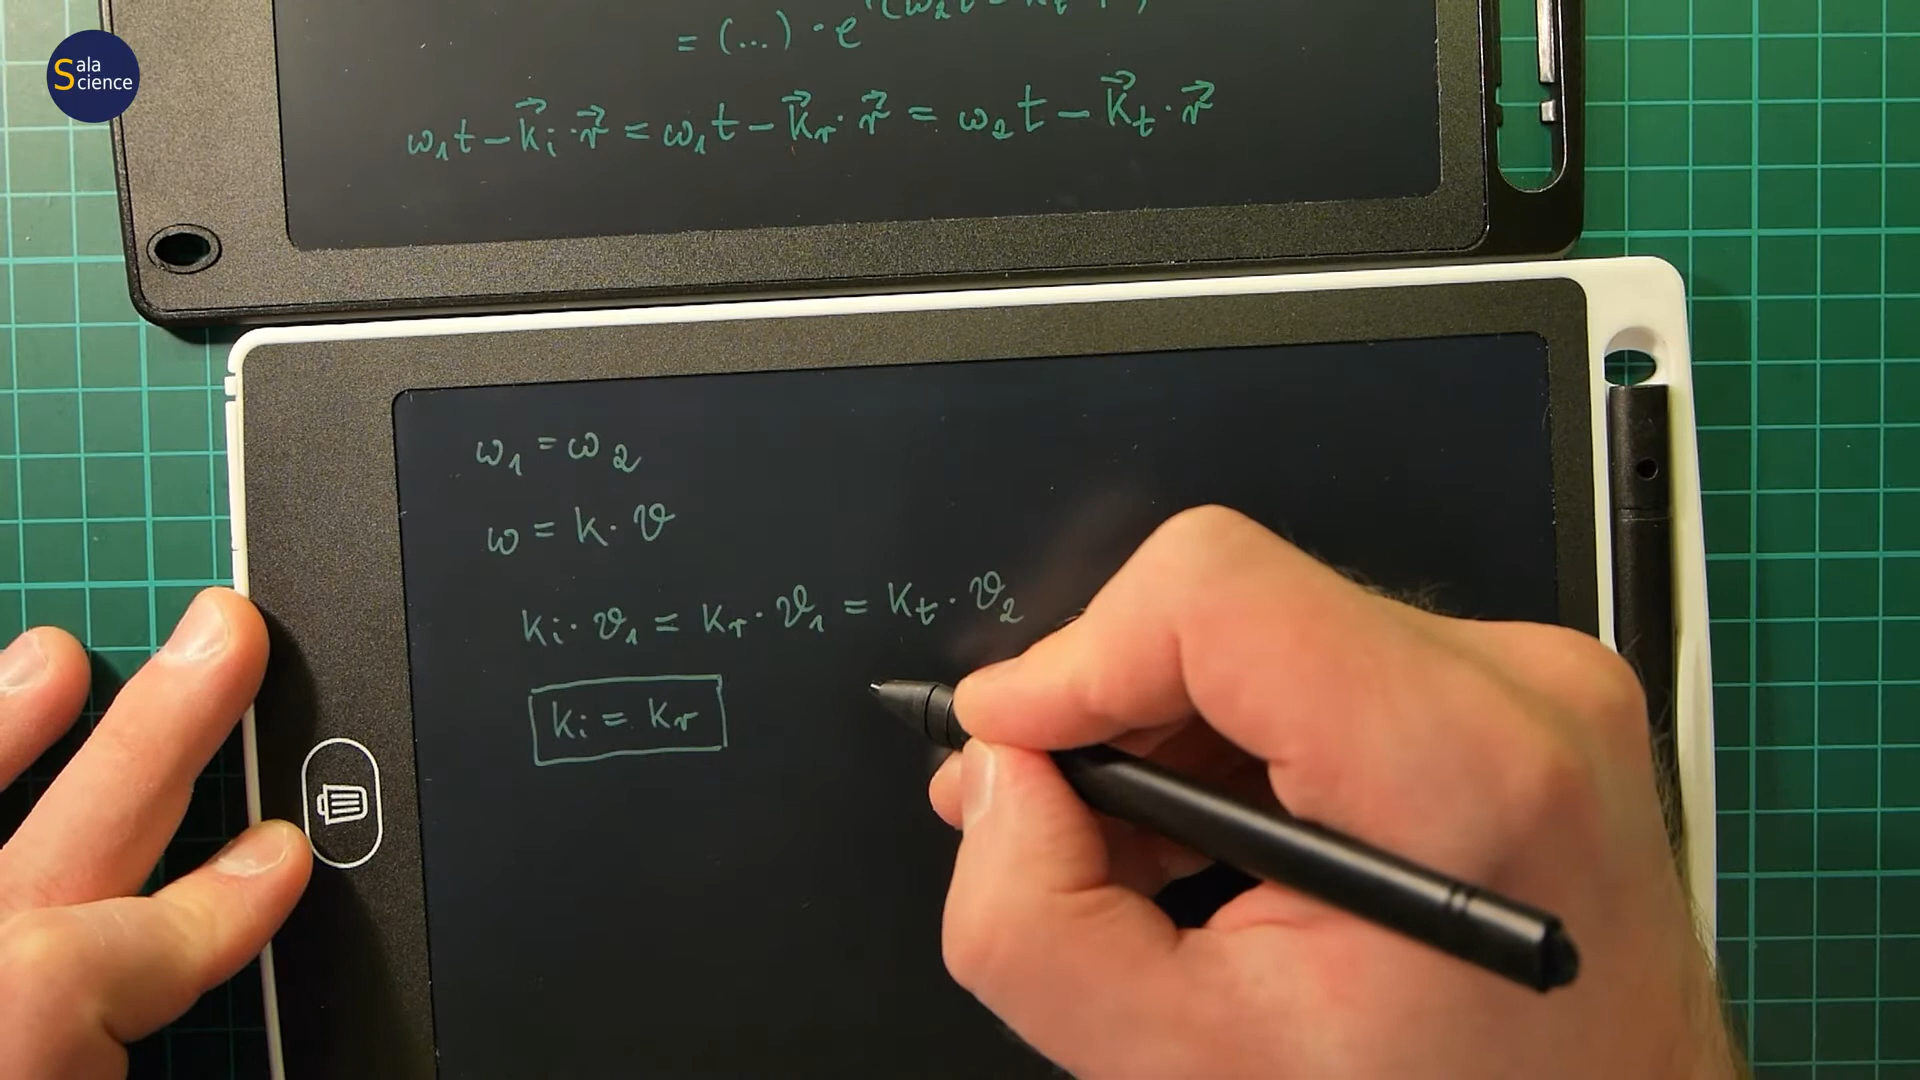 Sala
Science
= (...) · e
ω₁t − k⃗ᵢ · r⃗ = ω₁t − k⃗ᵣ · r⃗ = ω₂t − k⃗ₜ · r⃗
ω₁ = ω₂
ω = k · v
kᵢ · v₁ = kᵣ · v₁ = kₜ · v₂
kᵢ = kᵣ